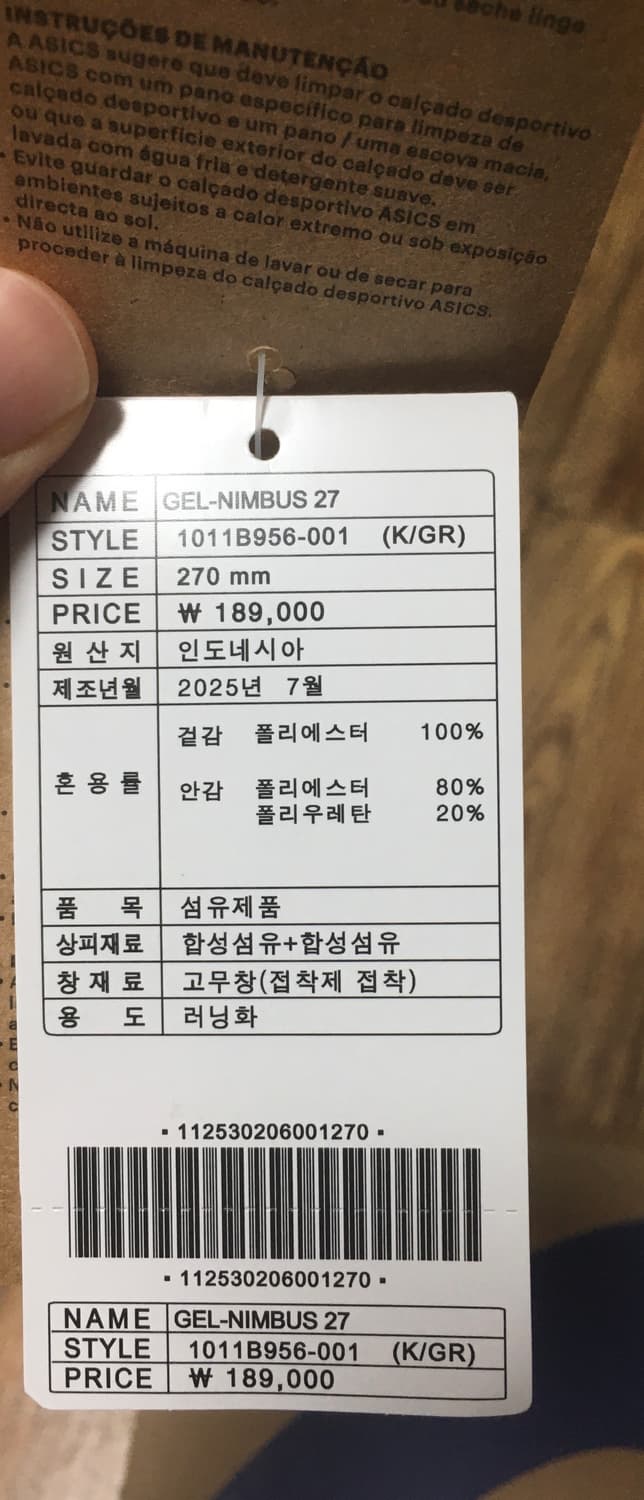 sèche linge
INSTRUÇÕES DE MANUTENÇÃO
A ASICS sugere que deve limpar o calçado desportivo
ASICS com um pano específico para limpeza de
calçado desportivo e um pano / uma escova macia,
ou que a superfície exterior do calçado deve ser
lavada com água fria e detergente suave.
• Evite guardar o calçado desportivo ASICS em
ambientes sujeitos a calor extremo ou sob exposição
directa ao sol.
• Não utilize a máquina de lavar ou de secar para
proceder à limpeza do calçado desportivo ASICS.
NAME GEL-NIMBUS 27
STYLE 1011B956-001 (K/GR)
SIZE 270 mm
PRICE ₩ 189,000
원산지 인도네시아
제조년월 2025년 7월
혼용률 겉감 폴리에스터 100%
안감 폴리에스터 80%
폴리우레탄 20%
품 목 섬유제품
상피재료 합성섬유+합성섬유
창재료 고무창(접착제 접착)
용 도 러닝화
▪ 112530206001270 ▪
▪ 112530206001270 ▪
NAME GEL-NIMBUS 27
STYLE 1011B956-001 (K/GR)
PRICE ₩ 189,000